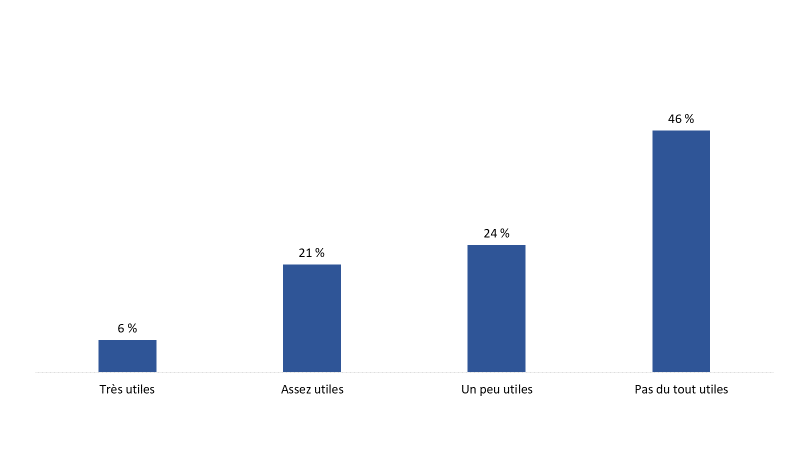 46 %
24 %
21 %
6 %
Très utiles
Assez utiles
Un peu utiles
Pas du tout utiles